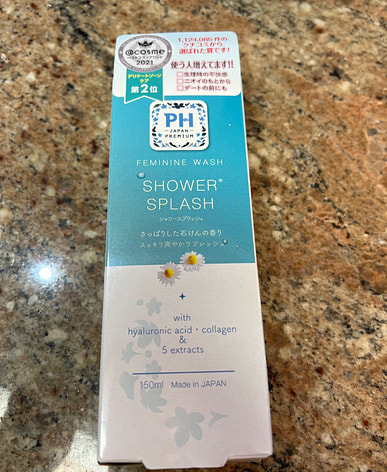 @cosme
2021
デリケートゾーン
ケア
第2位
1,124,085件の
クチコミから
選ばれた賞です!
使う人増えてます!!
□生理時の不快感
□ニオイのもとから
□デートの前にも
PH
JAPAN
PREMIUM
FEMININE WASH
SHOWER
SPLASH
シャワースプラッシュ
さっぱりした石けんの香り
スッキリ爽やかリフレッシュ
with
hyaluronic acid・collagen
&
5 extracts
150ml Made in JAPAN